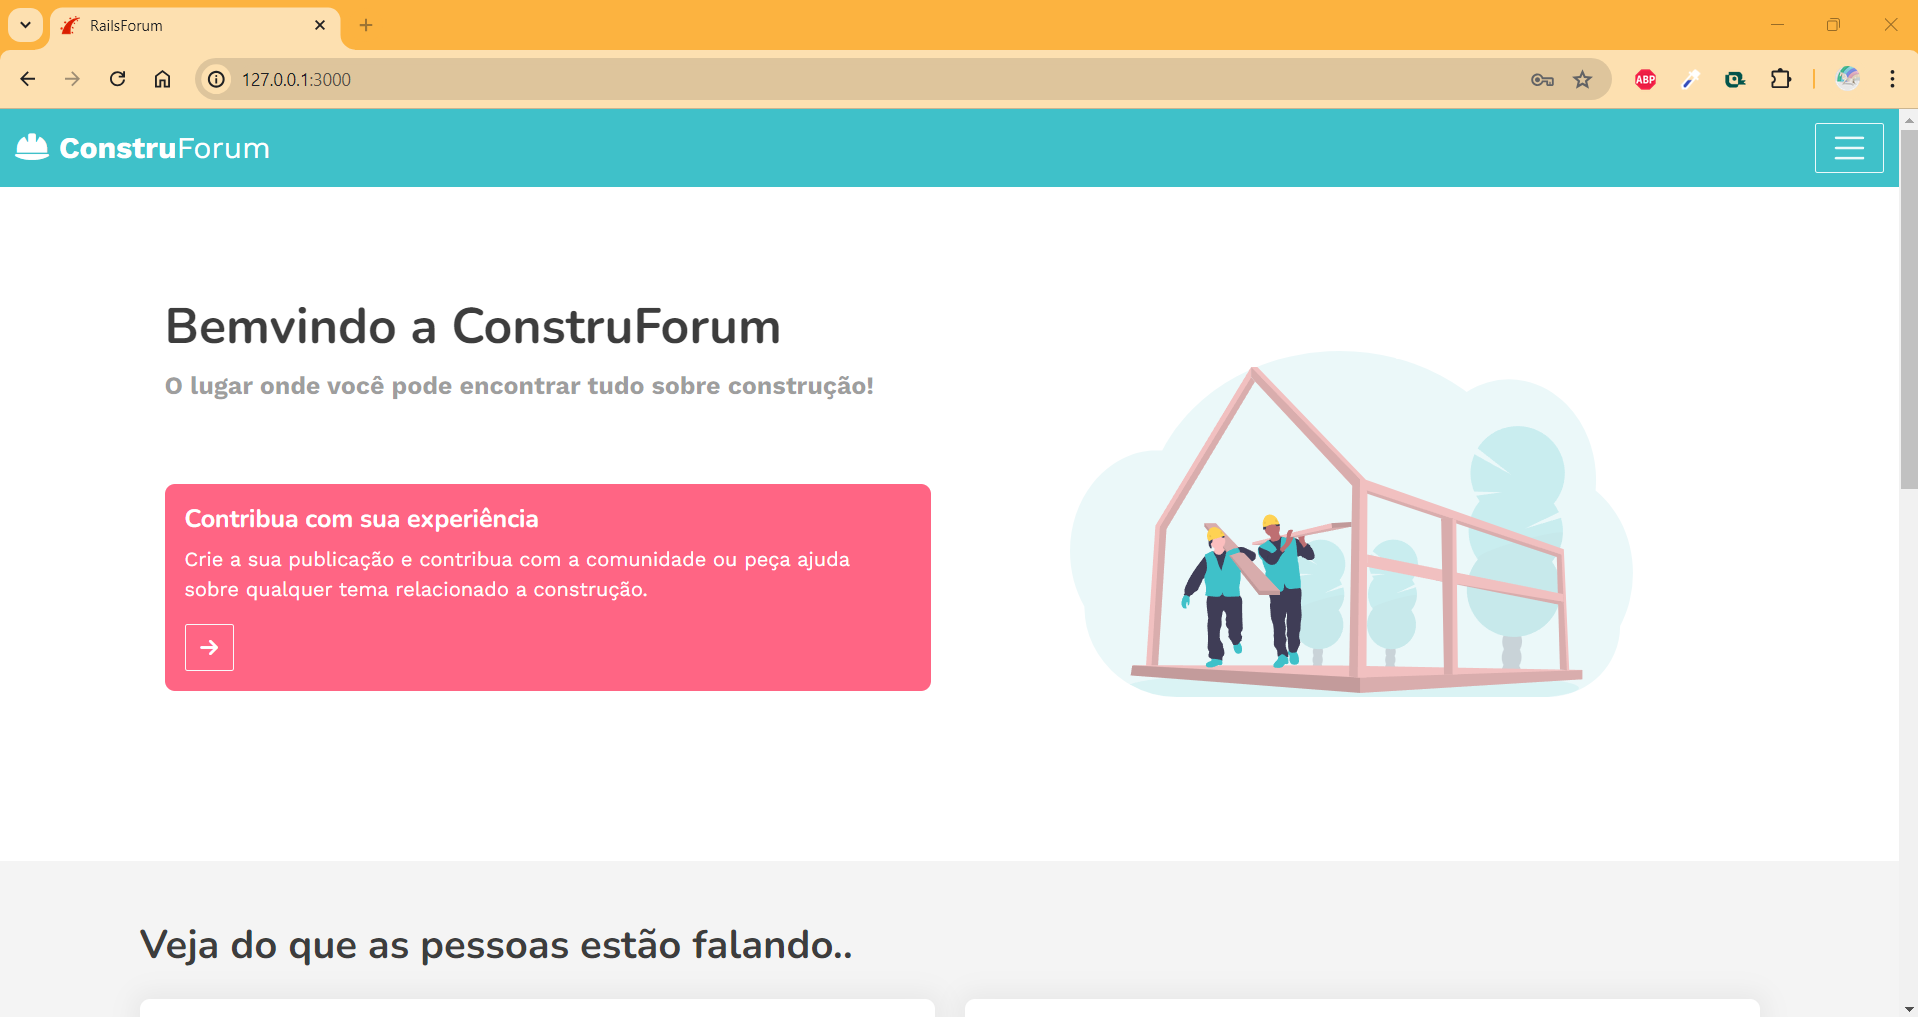 RailsForum
127.0.0.1:3000
ABP
ConstruForum
Bemvindo a ConstruForum
O lugar onde você pode encontrar tudo sobre construção!
Contribua com sua experiência
Crie a sua publicação e contribua com a comunidade ou peça ajuda
sobre qualquer tema relacionado a construção.
Veja do que as pessoas estão falando..